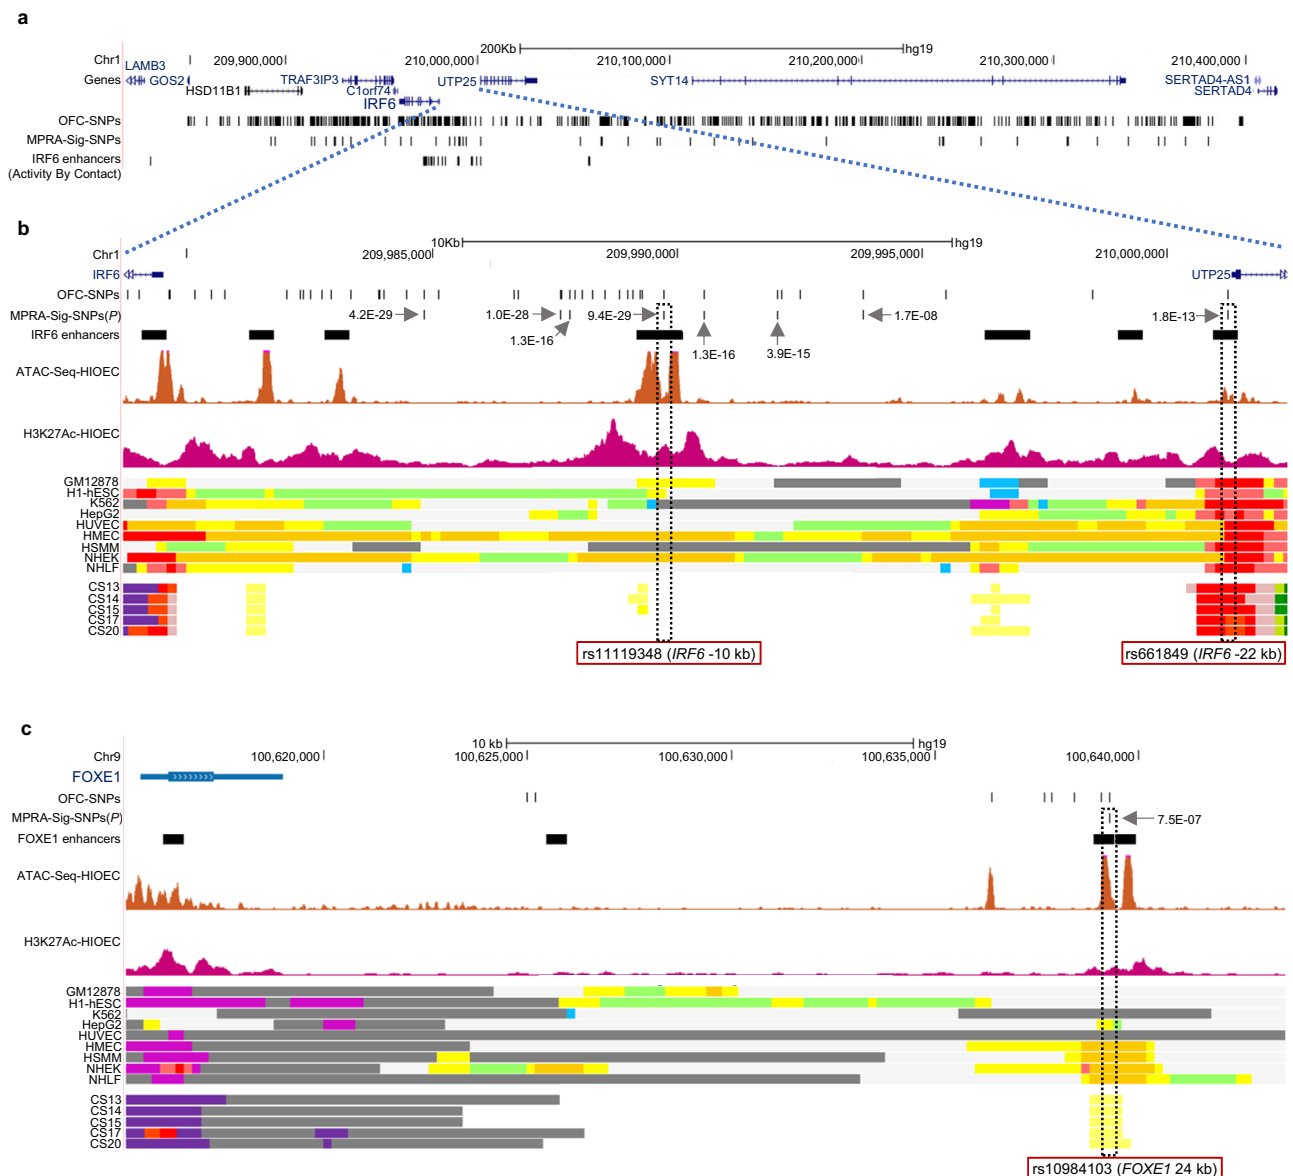 a
200Kb hg19
Chr1 209,900,000 210,000,000 210,100,000 210,200,000 210,300,000 210,400,000
LAMB3
Genes GOS2 TRAF3IP3 UTP25 SYT14 SERTAD4-AS1
HSD11B1 C1orf74 SERTAD4
IRF6
OFC-SNPs
MPRA-Sig-SNPs
IRF6 enhancers
(Activity By Contact)
b
10Kb hg19
Chr1 209,985,000 209,990,000 209,995,000 210,000,000
IRF6 UTP25
OFC-SNPs
MPRA-Sig-SNPs(P) 4.2E-29 1.0E-28 9.4E-29 1.7E-08 1.8E-13
IRF6 enhancers 1.3E-16 1.3E-16 3.9E-15
ATAC-Seq-HIOEC
H3K27Ac-HIOEC
GM12878
H1-hESC
K562
HepG2
HUVEC
HMEC
HSMM
NHEK
NHLF
CS13
CS14
CS15
CS17
CS20
rs11119348 (IRF6 -10 kb) rs661849 (IRF6 -22 kb)
c
10 kb hg19
Chr9 100,620,000 100,625,000 100,630,000 100,635,000 100,640,000
FOXE1
OFC-SNPs
MPRA-Sig-SNPs(P) 7.5E-07
FOXE1 enhancers
ATAC-Seq-HIOEC
H3K27Ac-HIOEC
GM12878
H1-hESC
K562
HepG2
HUVEC
HMEC
HSMM
NHEK
NHLF
CS13
CS14
CS15
CS17
CS20
rs10984103 (FOXE1 24 kb)